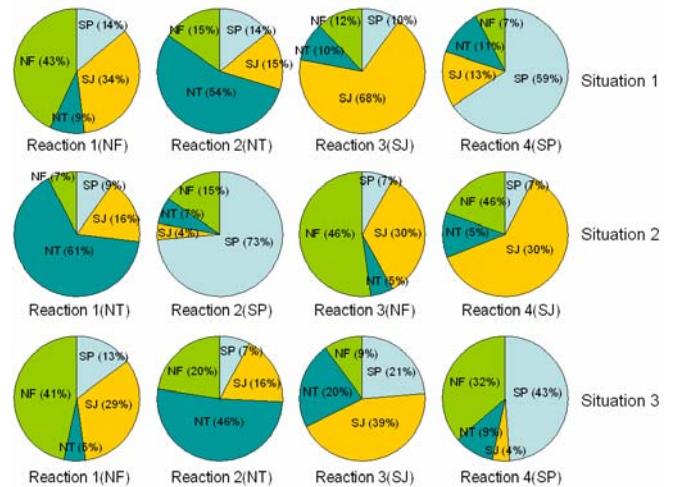 NF (43%) SP (14%) SJ (34%) NT (9%)
Reaction 1(NF)
NF (15%) SP (14%) SJ (15%) NT (54%)
Reaction 2(NT)
NF (12%) SP (10%) NT (10%) SJ (68%)
Reaction 3(SJ)
NF (7%) NT (11%) SJ (13%) SP (59%)
Reaction 4(SP)
Situation 1
NF (7%) SP (9%) SJ (16%) NT (61%)
Reaction 1(NT)
NF (15%) NT (7%) SJ (4%) SP (73%)
Reaction 2(SP)
SP (7%) NF (46%) SJ (30%) NT (5%)
Reaction 3(NF)
SP (7%) NF (46%) NT (5%) SJ (30%)
Reaction 4(SJ)
Situation 2
SP (13%) NF (41%) SJ (29%) NT (5%)
Reaction 1(NF)
SP (7%) NF (20%) SJ (16%) NT (46%)
Reaction 2(NT)
NF (9%) SP (21%) NT (20%) SJ (39%)
Reaction 3(SJ)
NF (32%) SP (43%) NT (9%) SJ (4%)
Reaction 4(SP)
Situation 3